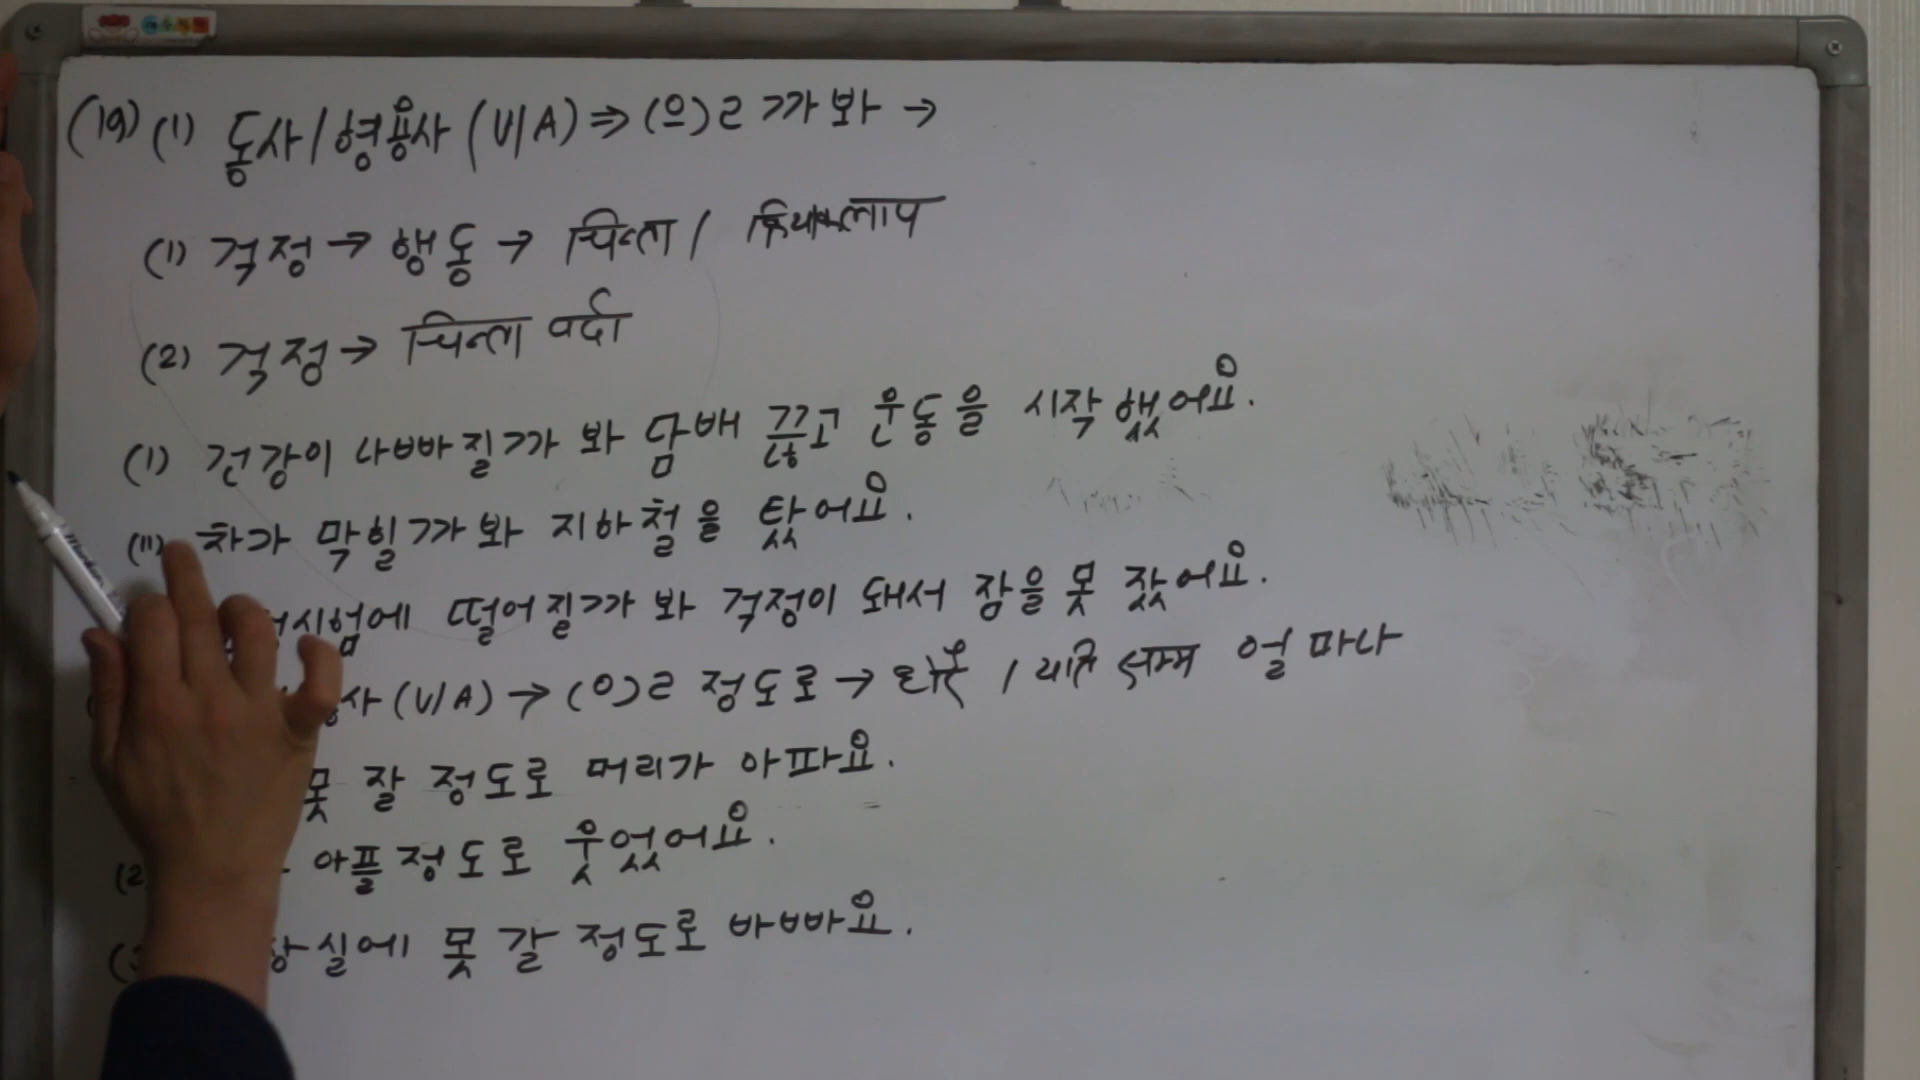 (19) (1) 동사/형용사 (V/A) ⇒ (으)ㄹ까 봐 →
(1) 걱정 → 행동 → चिन्ता / क्रियाकलाप
(2) 걱정 → चिन्ता गर्दा
(1) 건강이 나빠질까 봐 담배 끊고 운동을 시작했어요.
(11) 차가 막힐까 봐 지하철을 탔어요.
시험에 떨어질까 봐 걱정이 돼서 잠을 못 잤어요.
사 (V/A) → (으)ㄹ 정도로 → 얼마나
못 잘 정도로 머리가 아파요.
(2) 아플 정도로 웃었어요.
(3 장실에 못 갈 정도로 바빠요.